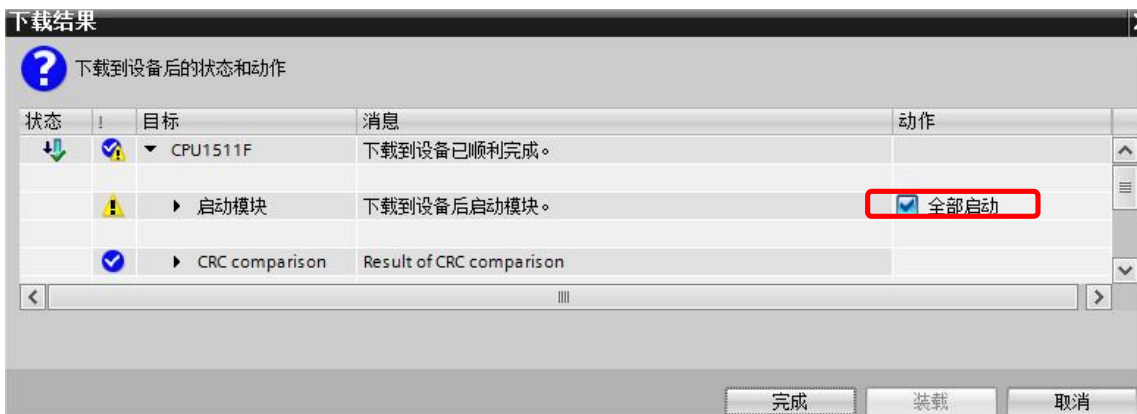 下载结果
下载到设备后的状态和动作
状态 ! 目标 消息 动作
CPU1511F 下载到设备已顺利完成。
启动模块 下载到设备后启动模块。 全部启动
CRC comparison Result of CRC comparison
完成 装载 取消